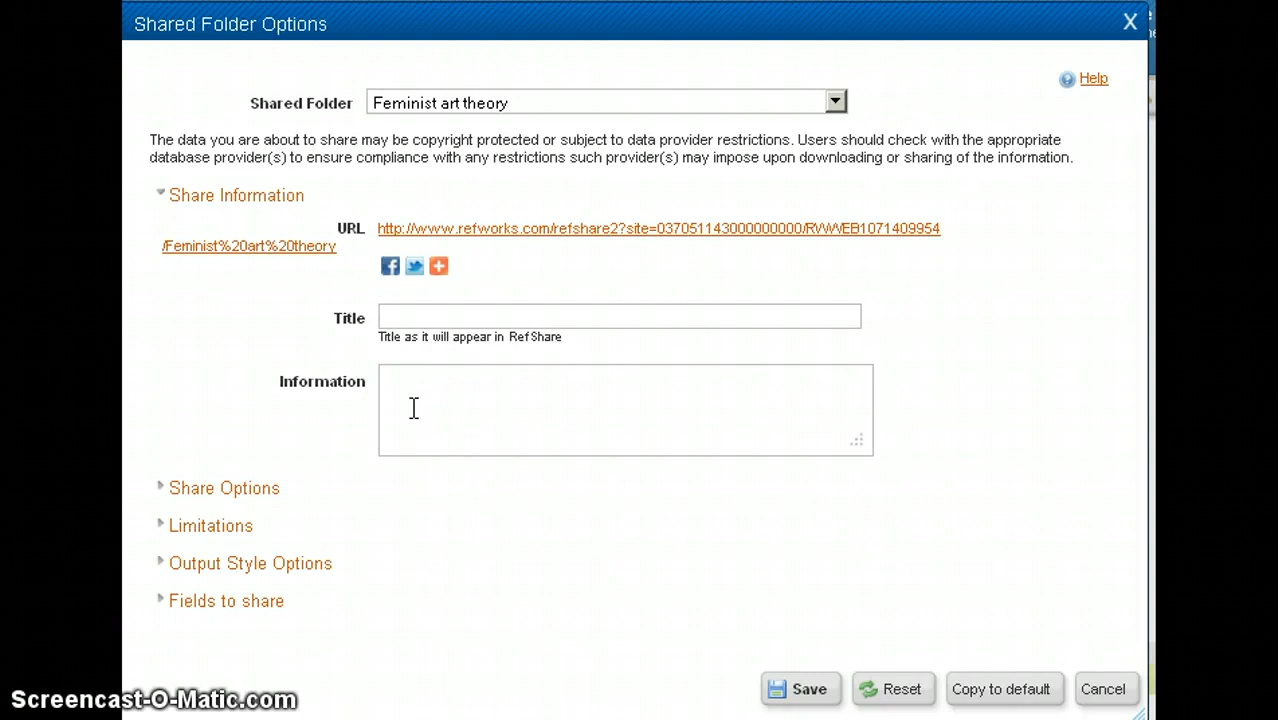 Shared Folder Options
X
Help
Shared Folder
Feminist art theory
The data you are about to share may be copyright protected or subject to data provider restrictions. Users should check with the appropriate
database provider(s) to ensure compliance with any restrictions such provider(s) may impose upon downloading or sharing of the information.
Share Information
URL http://www.refworks.com/refshare2?site=037051143000000000/RWWEB1071409954
/Feminist%20art%20theory
Title
Title as it will appear in RefShare
Information
Share Options
Limitations
Output Style Options
Fields to share
Save Reset Copy to default Cancel
Screencast-O-Matic.com